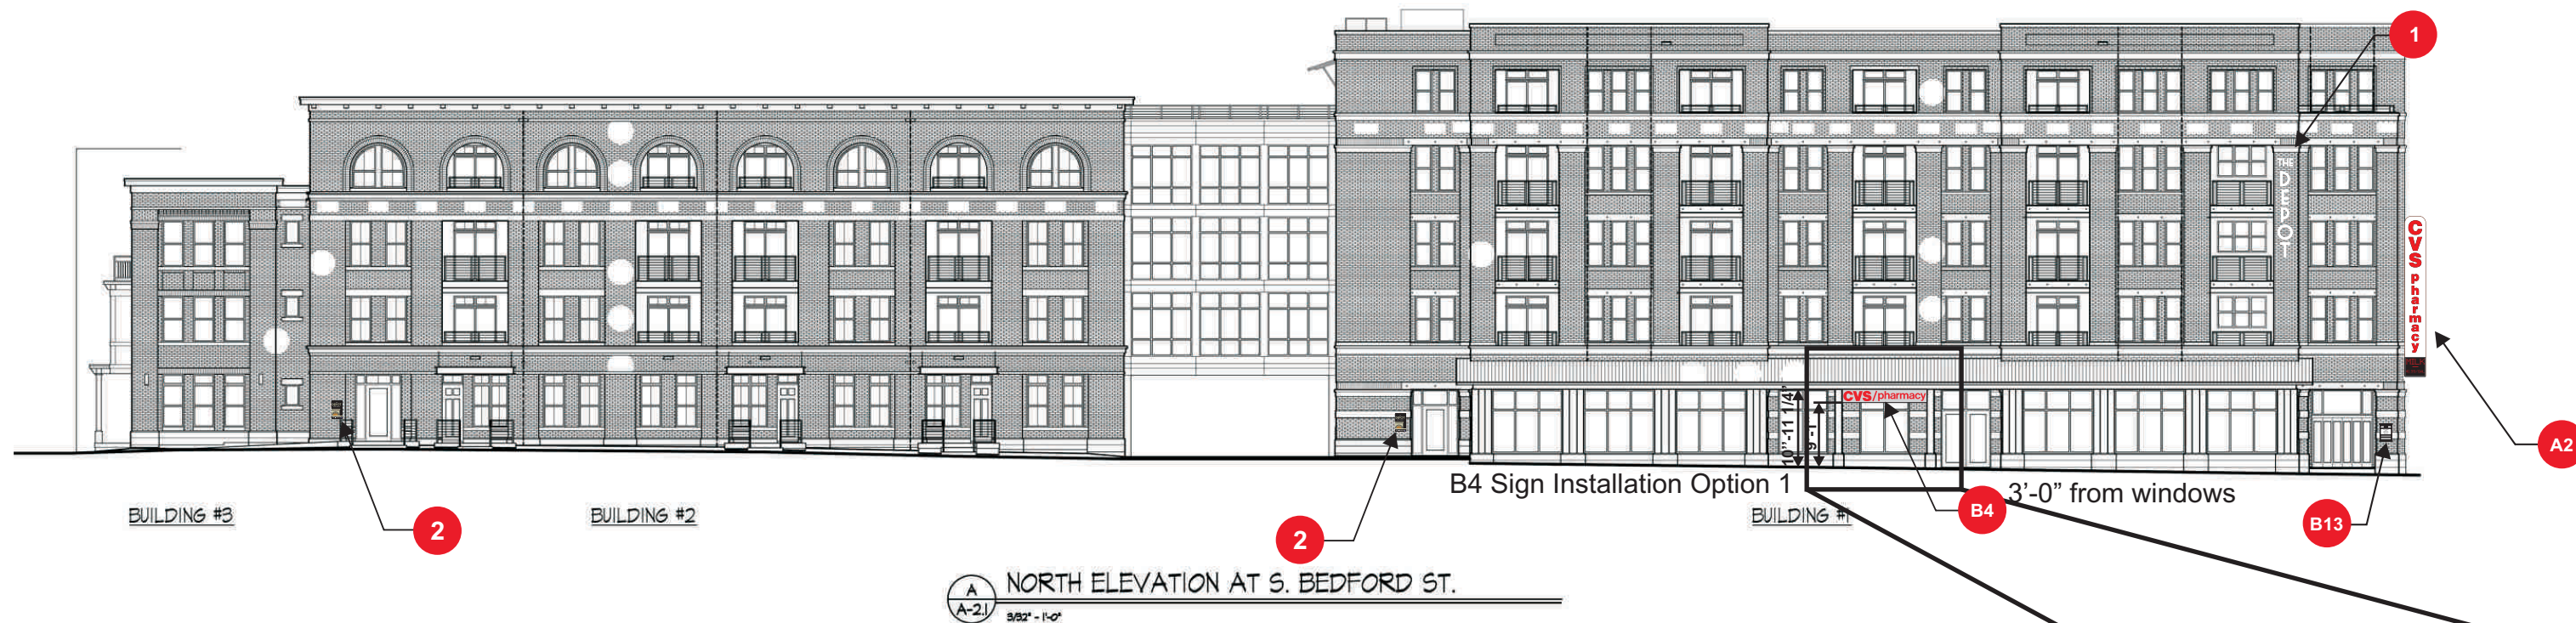 1
THE
DEPOT
CVS pharmacy
A2
CVS/pharmacy
10"-11 1/4"
9'-1"
B4 Sign Installation Option 1
3'-0" from windows
B4
B13
2
2
BUILDING #3
BUILDING #2
BUILDING #1
A
A-2.1
NORTH ELEVATION AT S. BEDFORD ST.
3/32" - 1'-0"